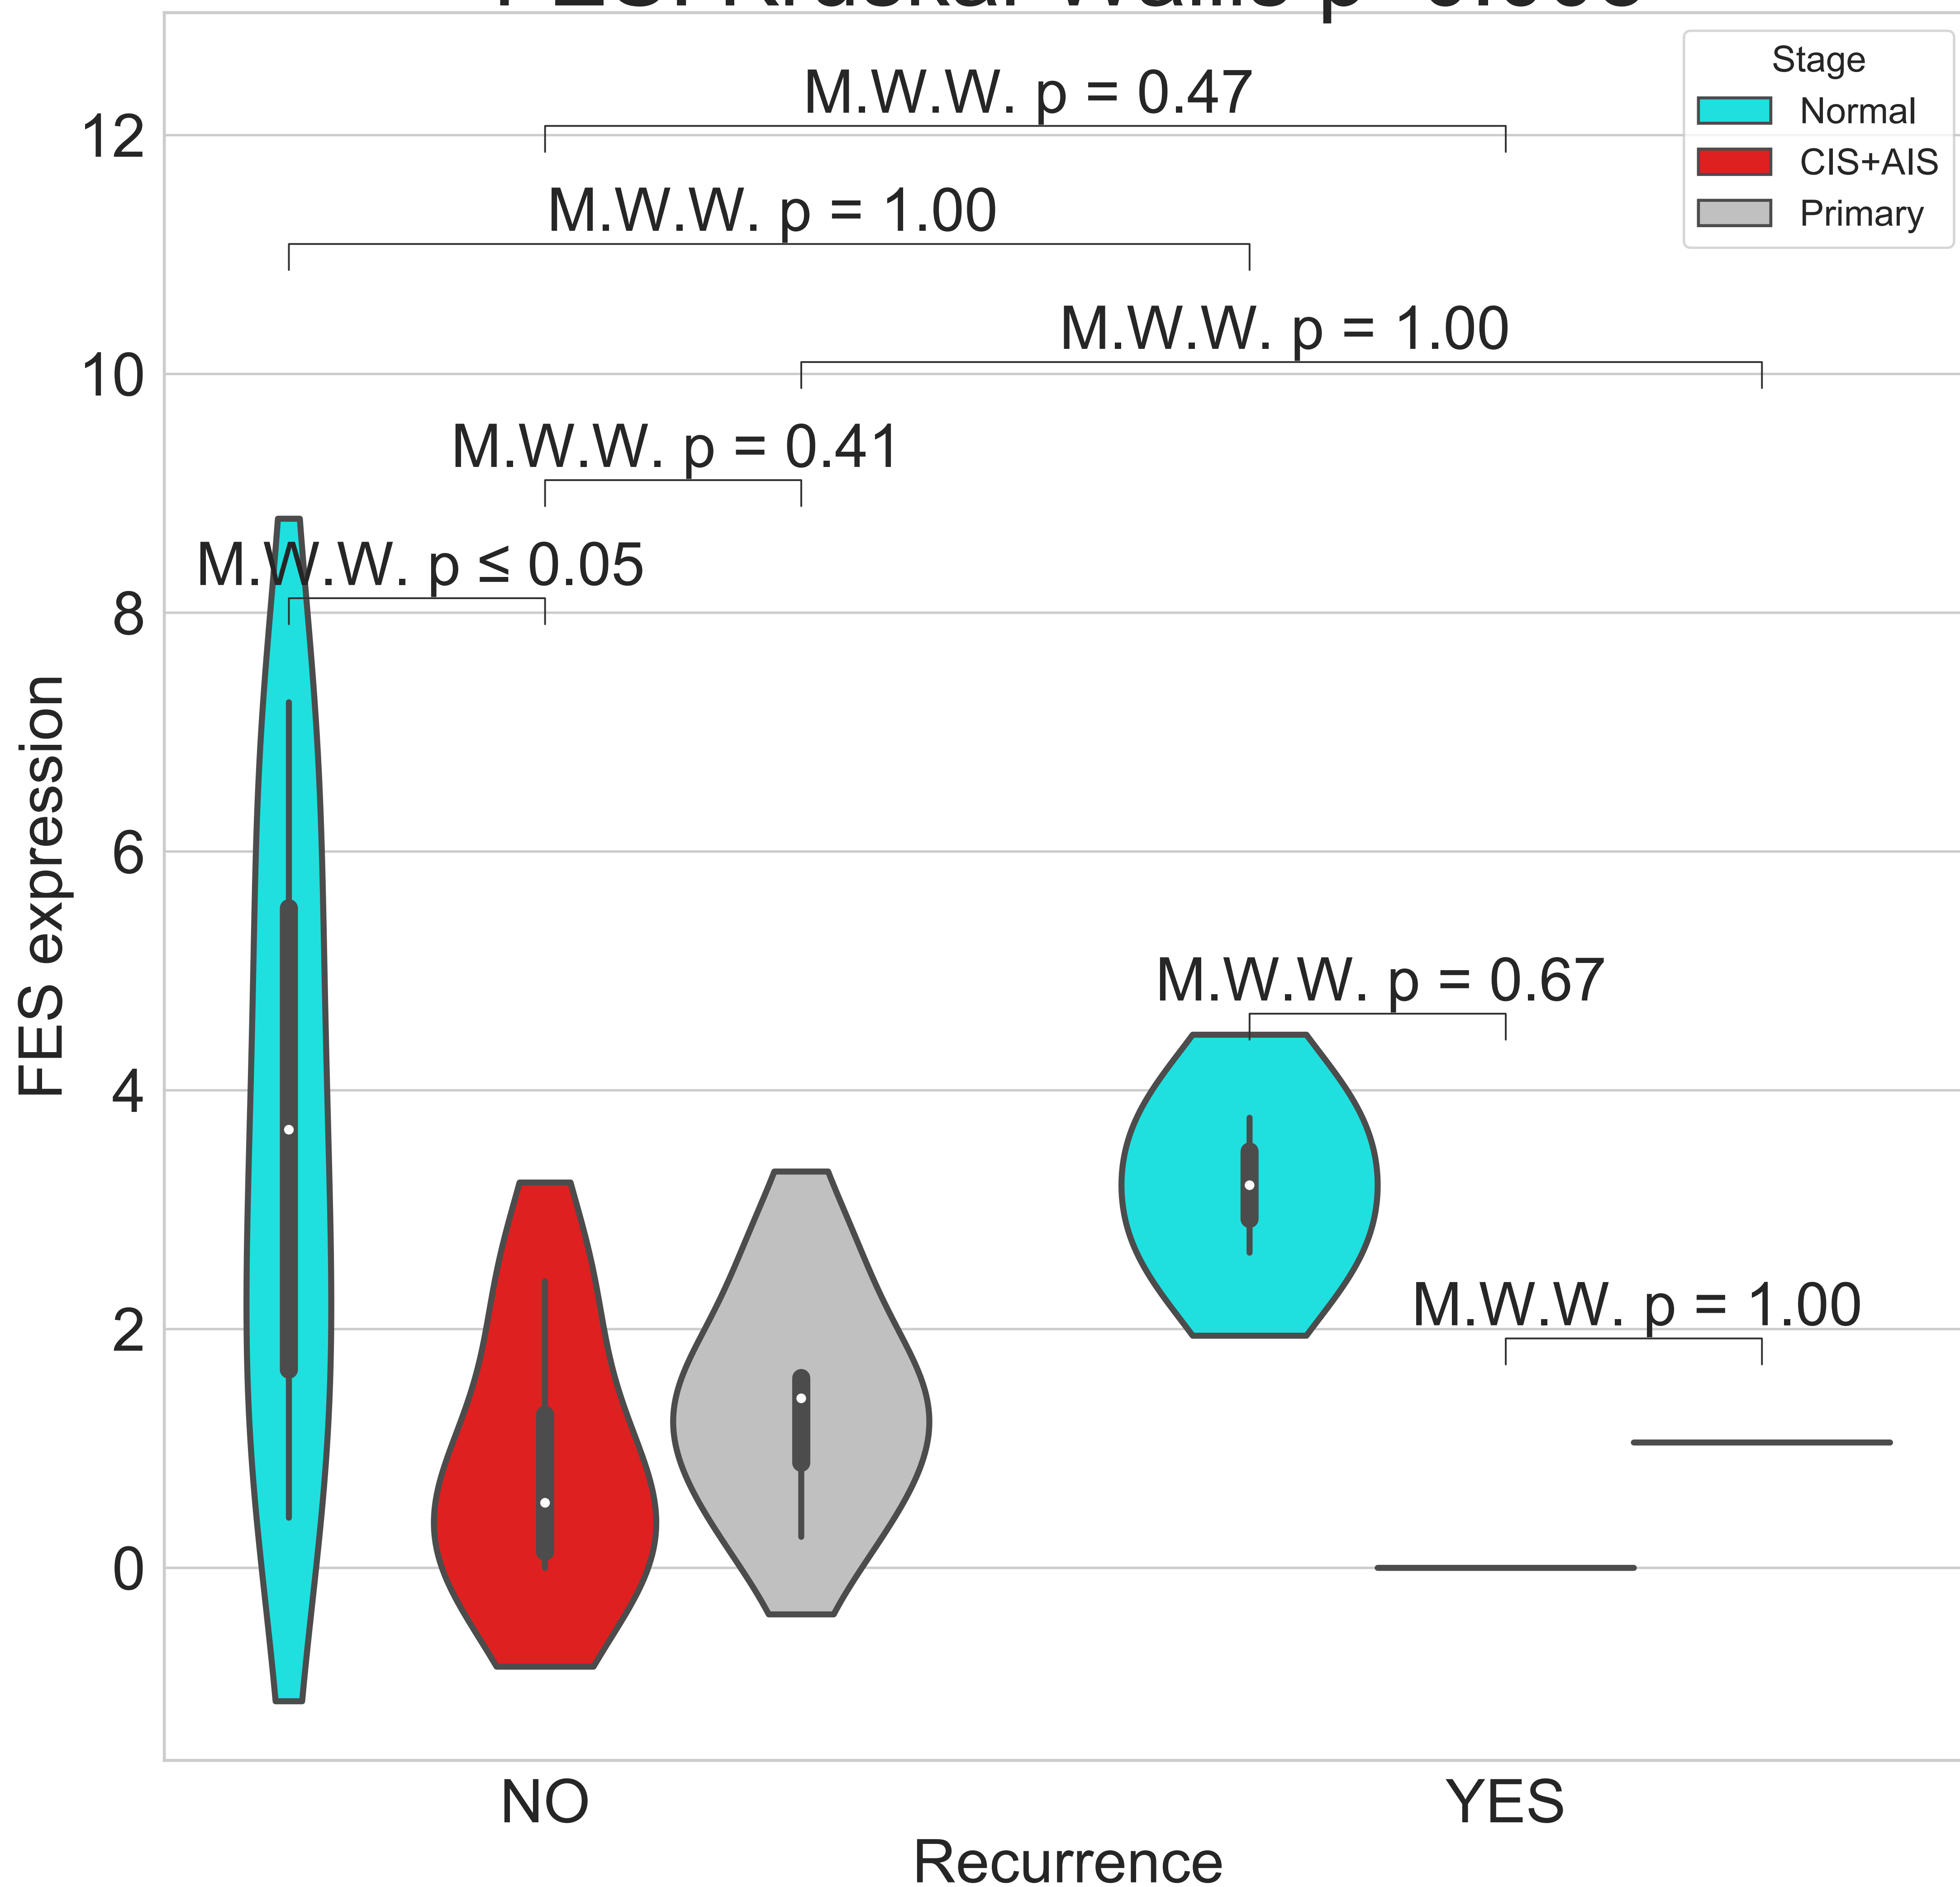 Stage
Normal
CIS+AIS
Primary
M.W.W. p = 0.47
M.W.W. p = 1.00
M.W.W. p = 1.00
M.W.W. p = 0.41
M.W.W. p ≤ 0.05
M.W.W. p = 0.67
M.W.W. p = 1.00
12
10
8
6
4
2
0
FES expression
NO
YES
Recurrence